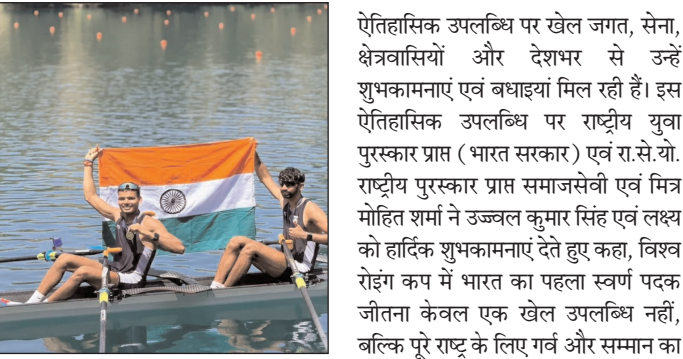 ऐतिहासिक उपलब्धि पर खेल जगत, सेना,
क्षेत्रवासियों और देशभर से उन्हें
शुभकामनाएं एवं बधाइयां मिल रही हैं। इस
ऐतिहासिक उपलब्धि पर राष्ट्रीय युवा
पुरस्कार प्राप्त (भारत सरकार) एवं रा.से.यो.
राष्ट्रीय पुरस्कार प्राप्त समाजसेवी एवं मित्र
मोहित शर्मा ने उज्ज्वल कुमार सिंह एवं लक्ष्य
को हार्दिक शुभकामनाएं देते हुए कहा, विश्व
रोइंग कप में भारत का पहला स्वर्ण पदक
जीतना केवल एक खेल उपलब्धि नहीं,
बल्कि पूरे राष्ट्र के लिए गर्व और सम्मान का